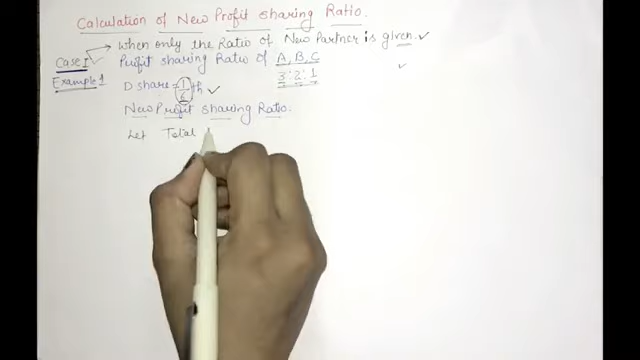 Calculation of New Profit sharing Ratio.
Case I → When only the Ratio of New Partner is given. ✓
Example 1 Profit sharing Ratio of A, B, C
3:2:1
D share = 1/6 th ✓
New Profit sharing Ratio.
Let Total